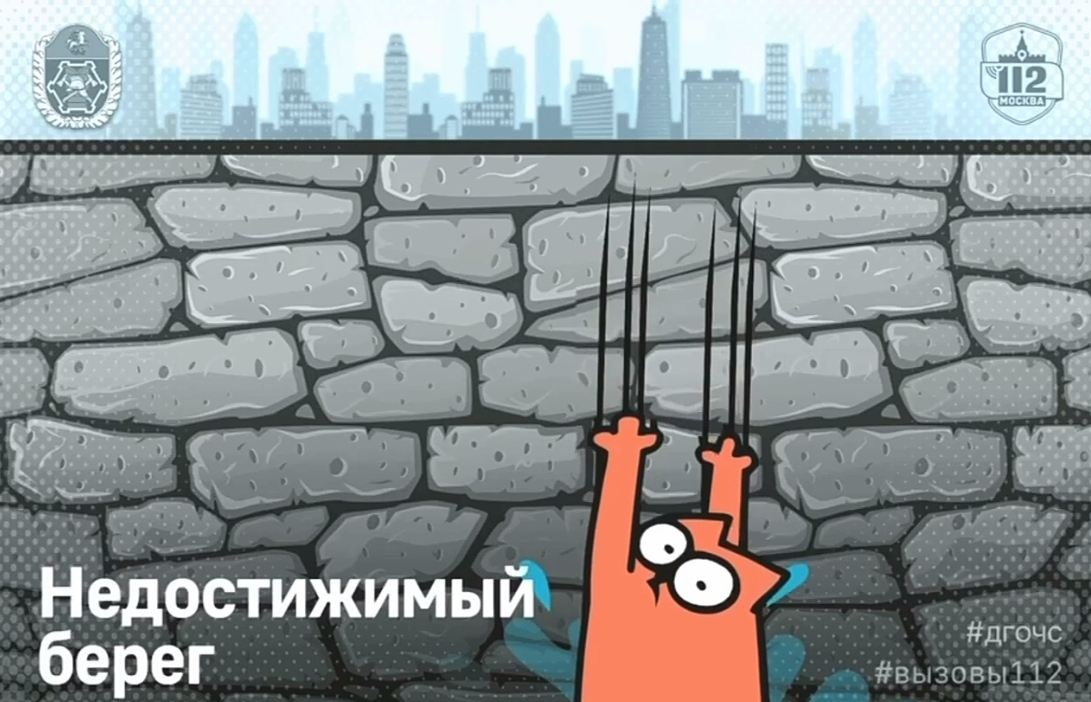 112
МОСКВА
Недостижимый
берег
#дгочс
#вызовы112